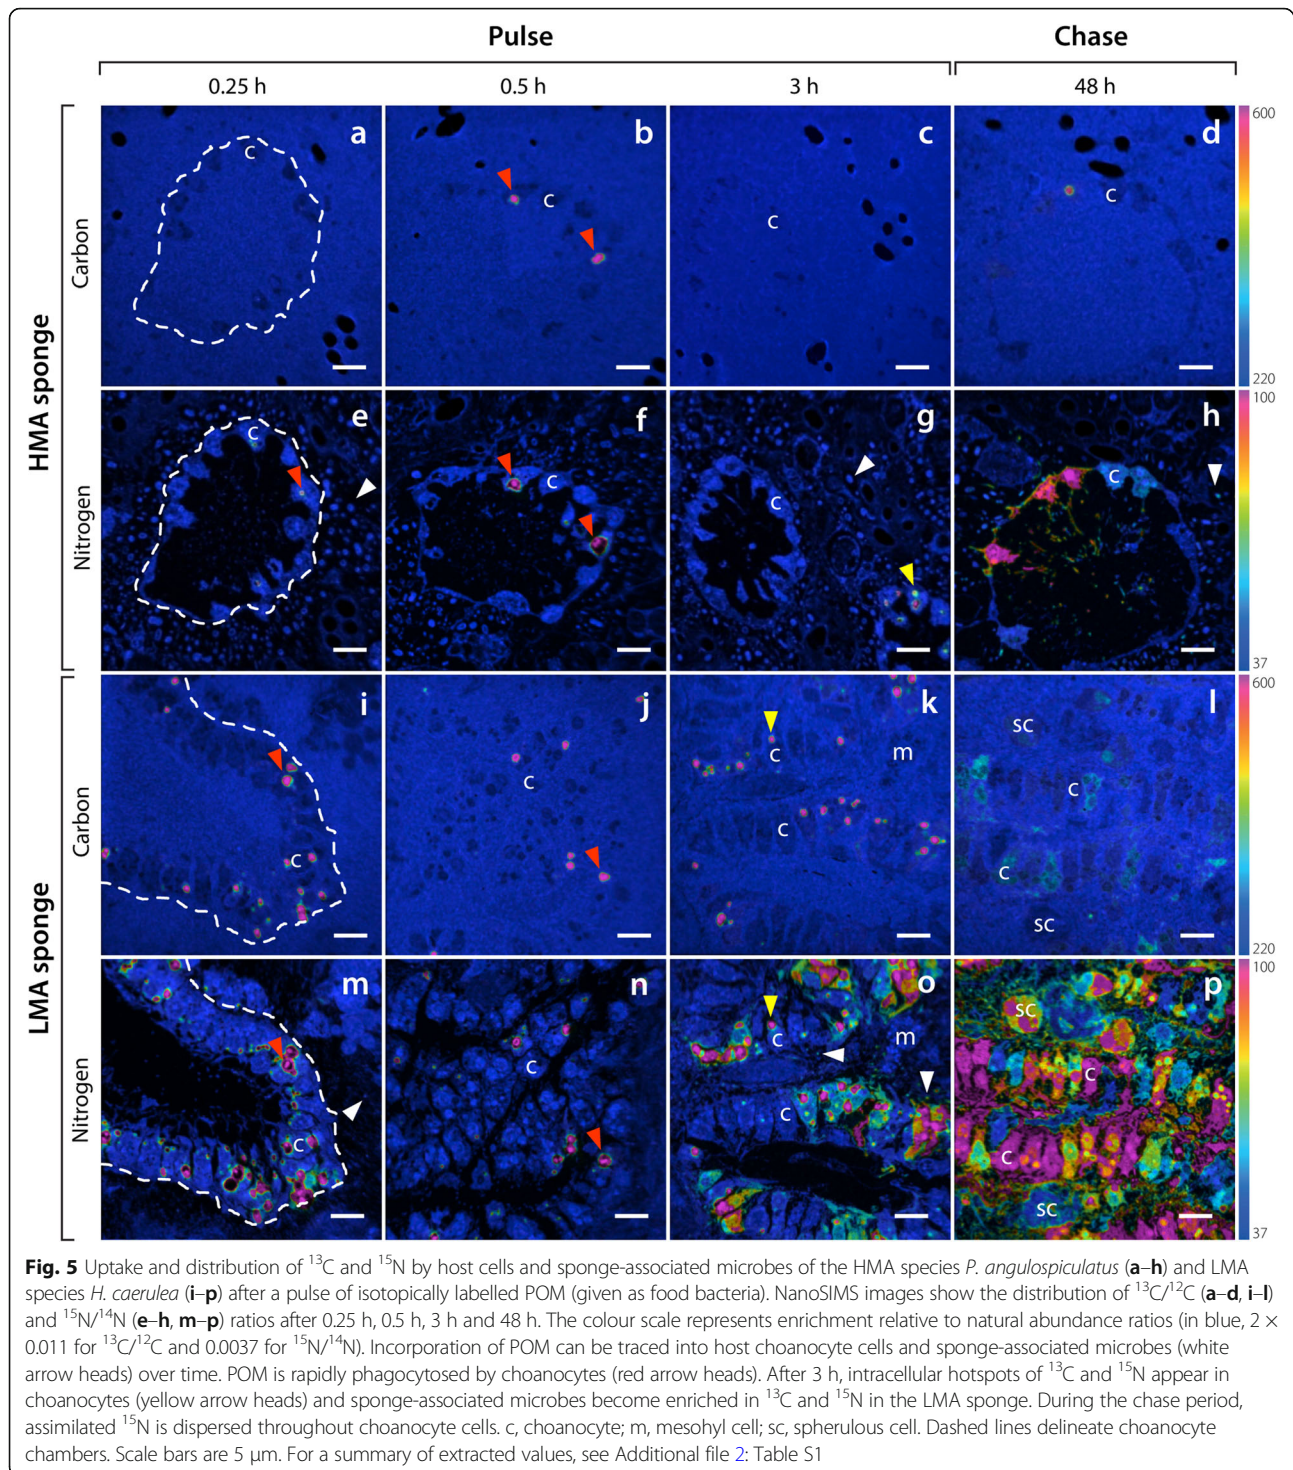 Pulse
Chase
0.25 h
0.5 h
3 h
48 h
HMA sponge
Carbon
a
c
b
c
c
c
d
c
600
220
Nitrogen
e
c
f
c
g
c
h
c
100
37
LMA sponge
Carbon
i
c
j
c
k
c
m
c
l
sc
c
c
sc
600
220
Nitrogen
m
c
n
c
o
c
m
c
p
sc
c
c
sc
100
37
Fig. 5 Uptake and distribution of ¹³C and ¹⁵N by host cells and sponge-associated microbes of the HMA species P. angulospiculatus (a–h) and LMA
species H. caerulea (i–p) after a pulse of isotopically labelled POM (given as food bacteria). NanoSIMS images show the distribution of ¹³C/¹²C (a–d, i–l)
and ¹⁵N/¹⁴N (e–h, m–p) ratios after 0.25 h, 0.5 h, 3 h and 48 h. The colour scale represents enrichment relative to natural abundance ratios (in blue, 2 ×
0.011 for ¹³C/¹²C and 0.0037 for ¹⁵N/¹⁴N). Incorporation of POM can be traced into host choanocyte cells and sponge-associated microbes (white
arrow heads) over time. POM is rapidly phagocytosed by choanocytes (red arrow heads). After 3 h, intracellular hotspots of ¹³C and ¹⁵N appear in
choanocytes (yellow arrow heads) and sponge-associated microbes become enriched in ¹³C and ¹⁵N in the LMA sponge. During the chase period,
assimilated ¹⁵N is dispersed throughout choanocyte cells. c, choanocyte; m, mesohyl cell; sc, spherulous cell. Dashed lines delineate choanocyte
chambers. Scale bars are 5 μm. For a summary of extracted values, see Additional file 2: Table S1